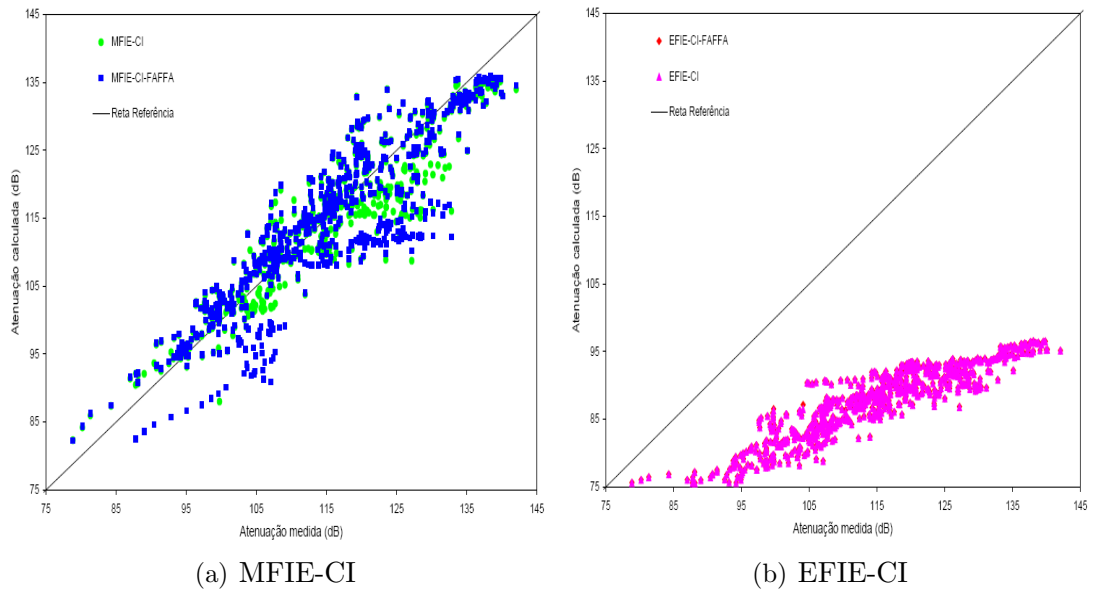 145
135
125
115
105
95
85
75
Atenuação calculada (dB)
MFIE-CI
MFIE-CI-FAFFA
Reta Referência
75
85
95
105
115
125
135
145
Atenuação medida (dB)
(a) MFIE-CI
145
135
125
115
105
95
85
75
Atenuação calculada (dB)
EFIE-CI-FAFFA
EFIE-CI
Reta Referência
75
85
95
105
115
125
135
145
Atenuação medida (dB)
(b) EFIE-CI